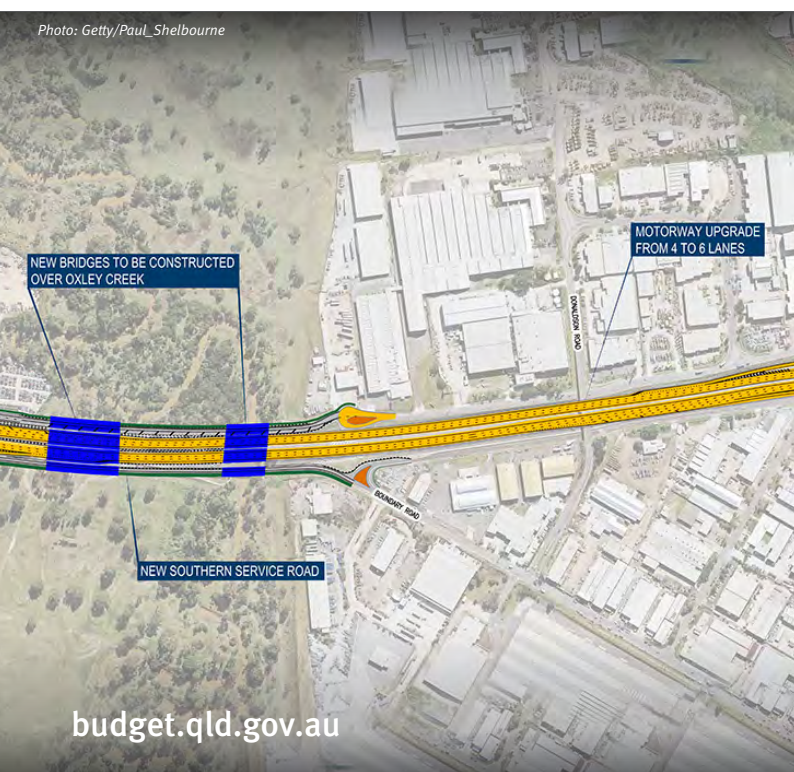 Photo: Getty/Paul_Shelbourne
MOTORWAY UPGRADE
FROM 4 TO 6 LANES
NEW BRIDGES TO BE CONSTRUCTED
OVER OXLEY CREEK
DONALDSON ROAD
BOUNDARY ROAD
NEW SOUTHERN SERVICE ROAD
budget.qld.gov.au